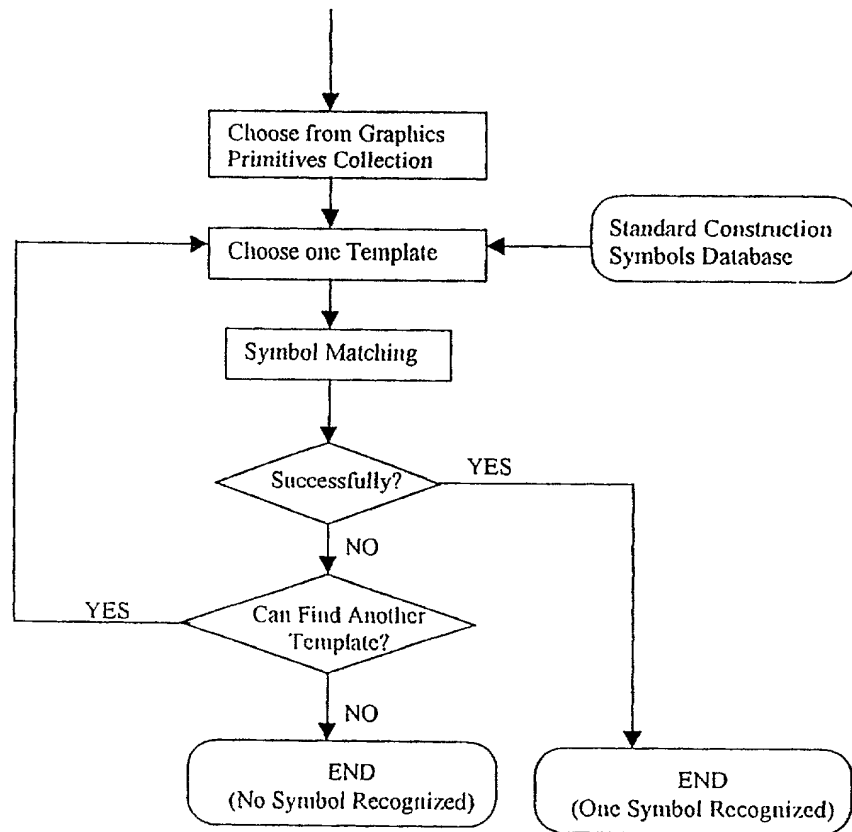 Choose from Graphics
Primitives Collection
Choose one Template
Standard Construction
Symbols Database
Symbol Matching
Successfully?
YES
NO
Can Find Another
Template?
YES
NO
END
(No Symbol Recognized)
END
(One Symbol Recognized)